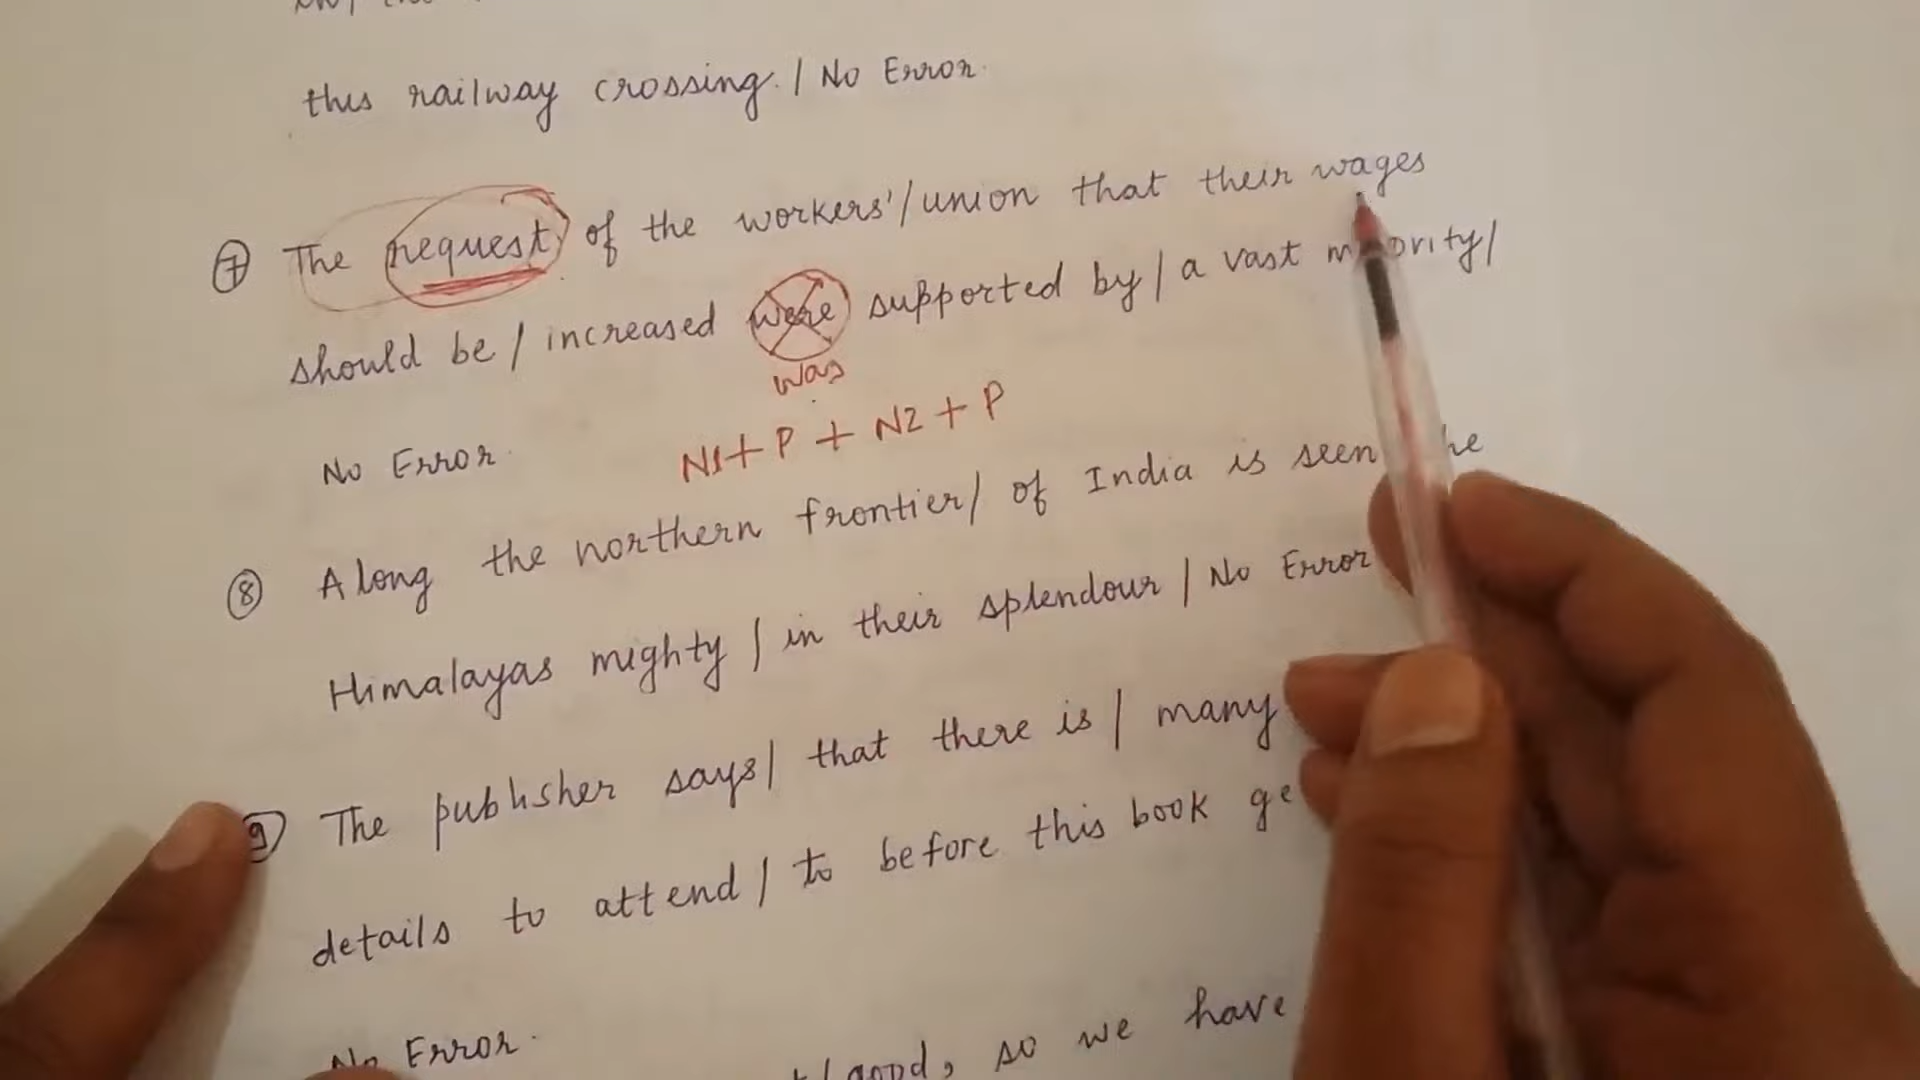 this railway crossing. / No Error.
⑦ The request of the workers' / union that their wages
should be / increased were supported by / a vast majority /
was
No Error.
N1 + P + N2 + P
⑧ Along the northern frontier / of India is seen
Himalayas mighty / in their splendour / No Error
⑨ The publisher says / that there is / many
details to attend / to before this book
No Error.
good, so we have